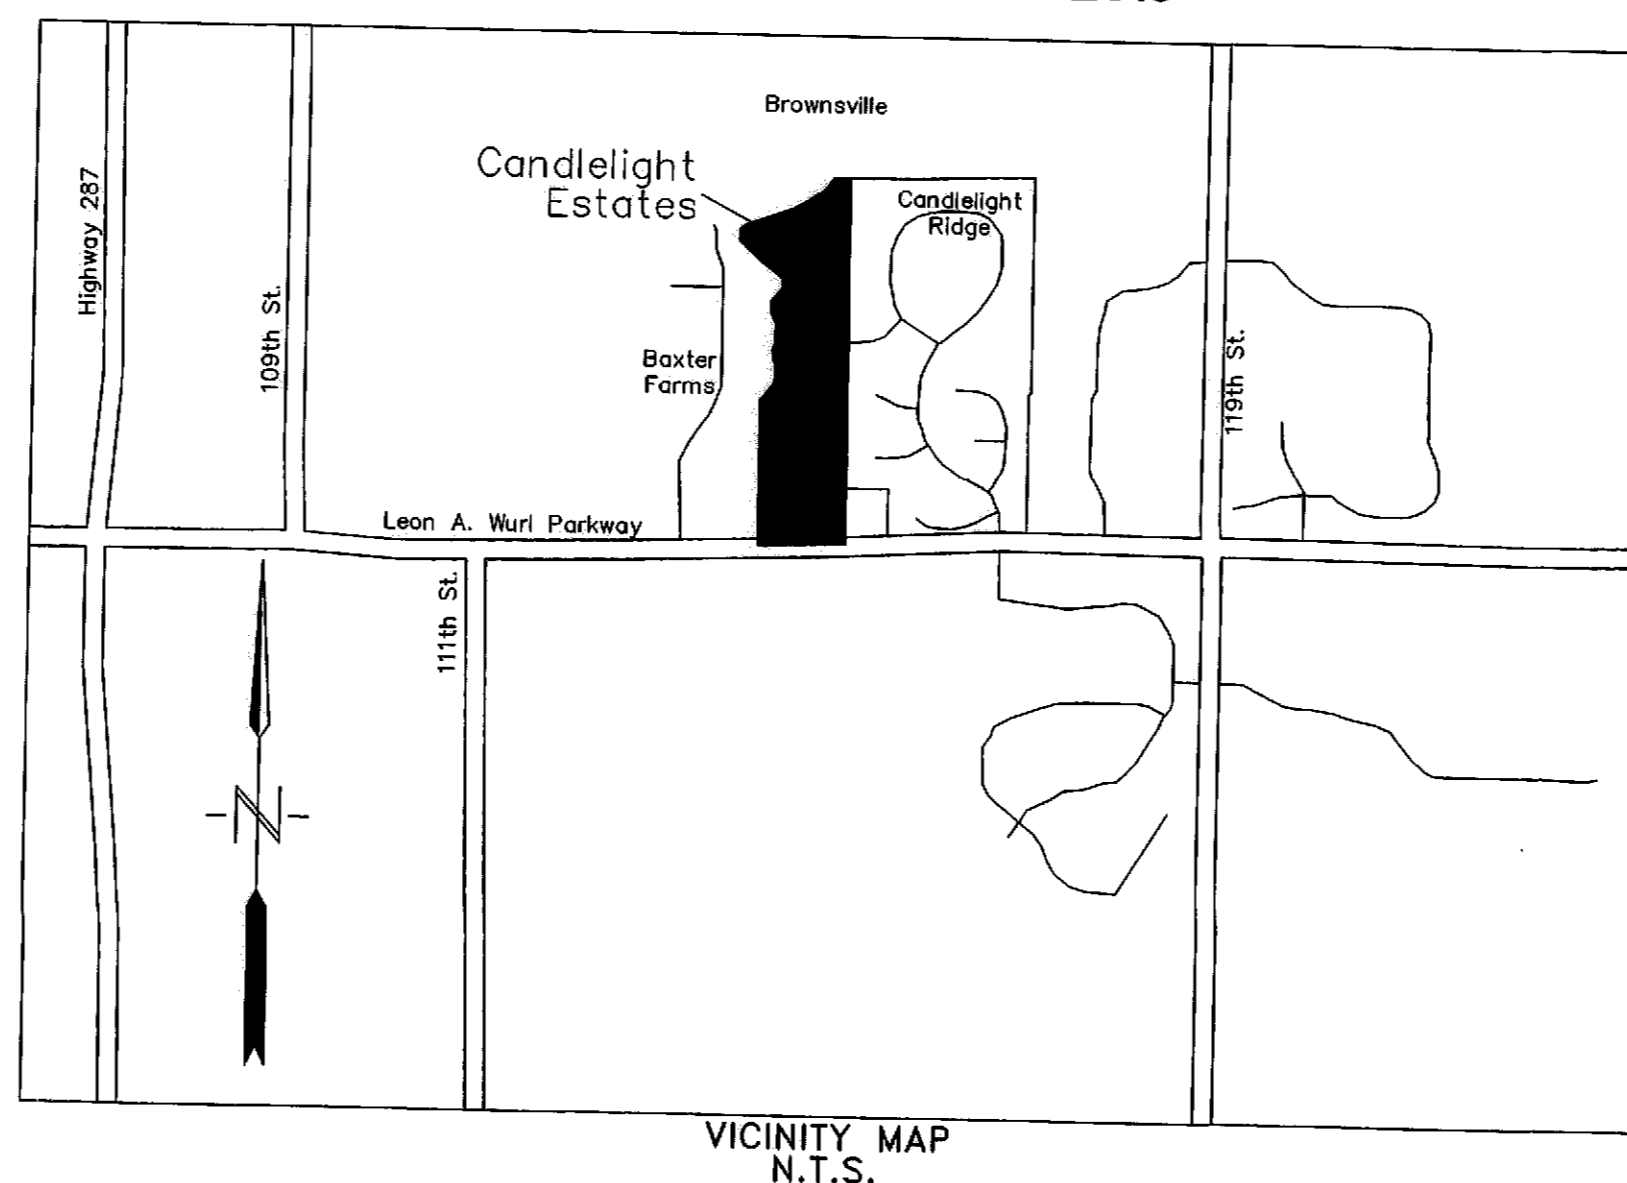 Brownsville
Candlelight
Estates
Candlelight
Ridge
Highway 287
109th St.
Baxter
Farms
119th St.
Leon A. Wurl Parkway
111th St.
N
VICINITY MAP
N.T.S.